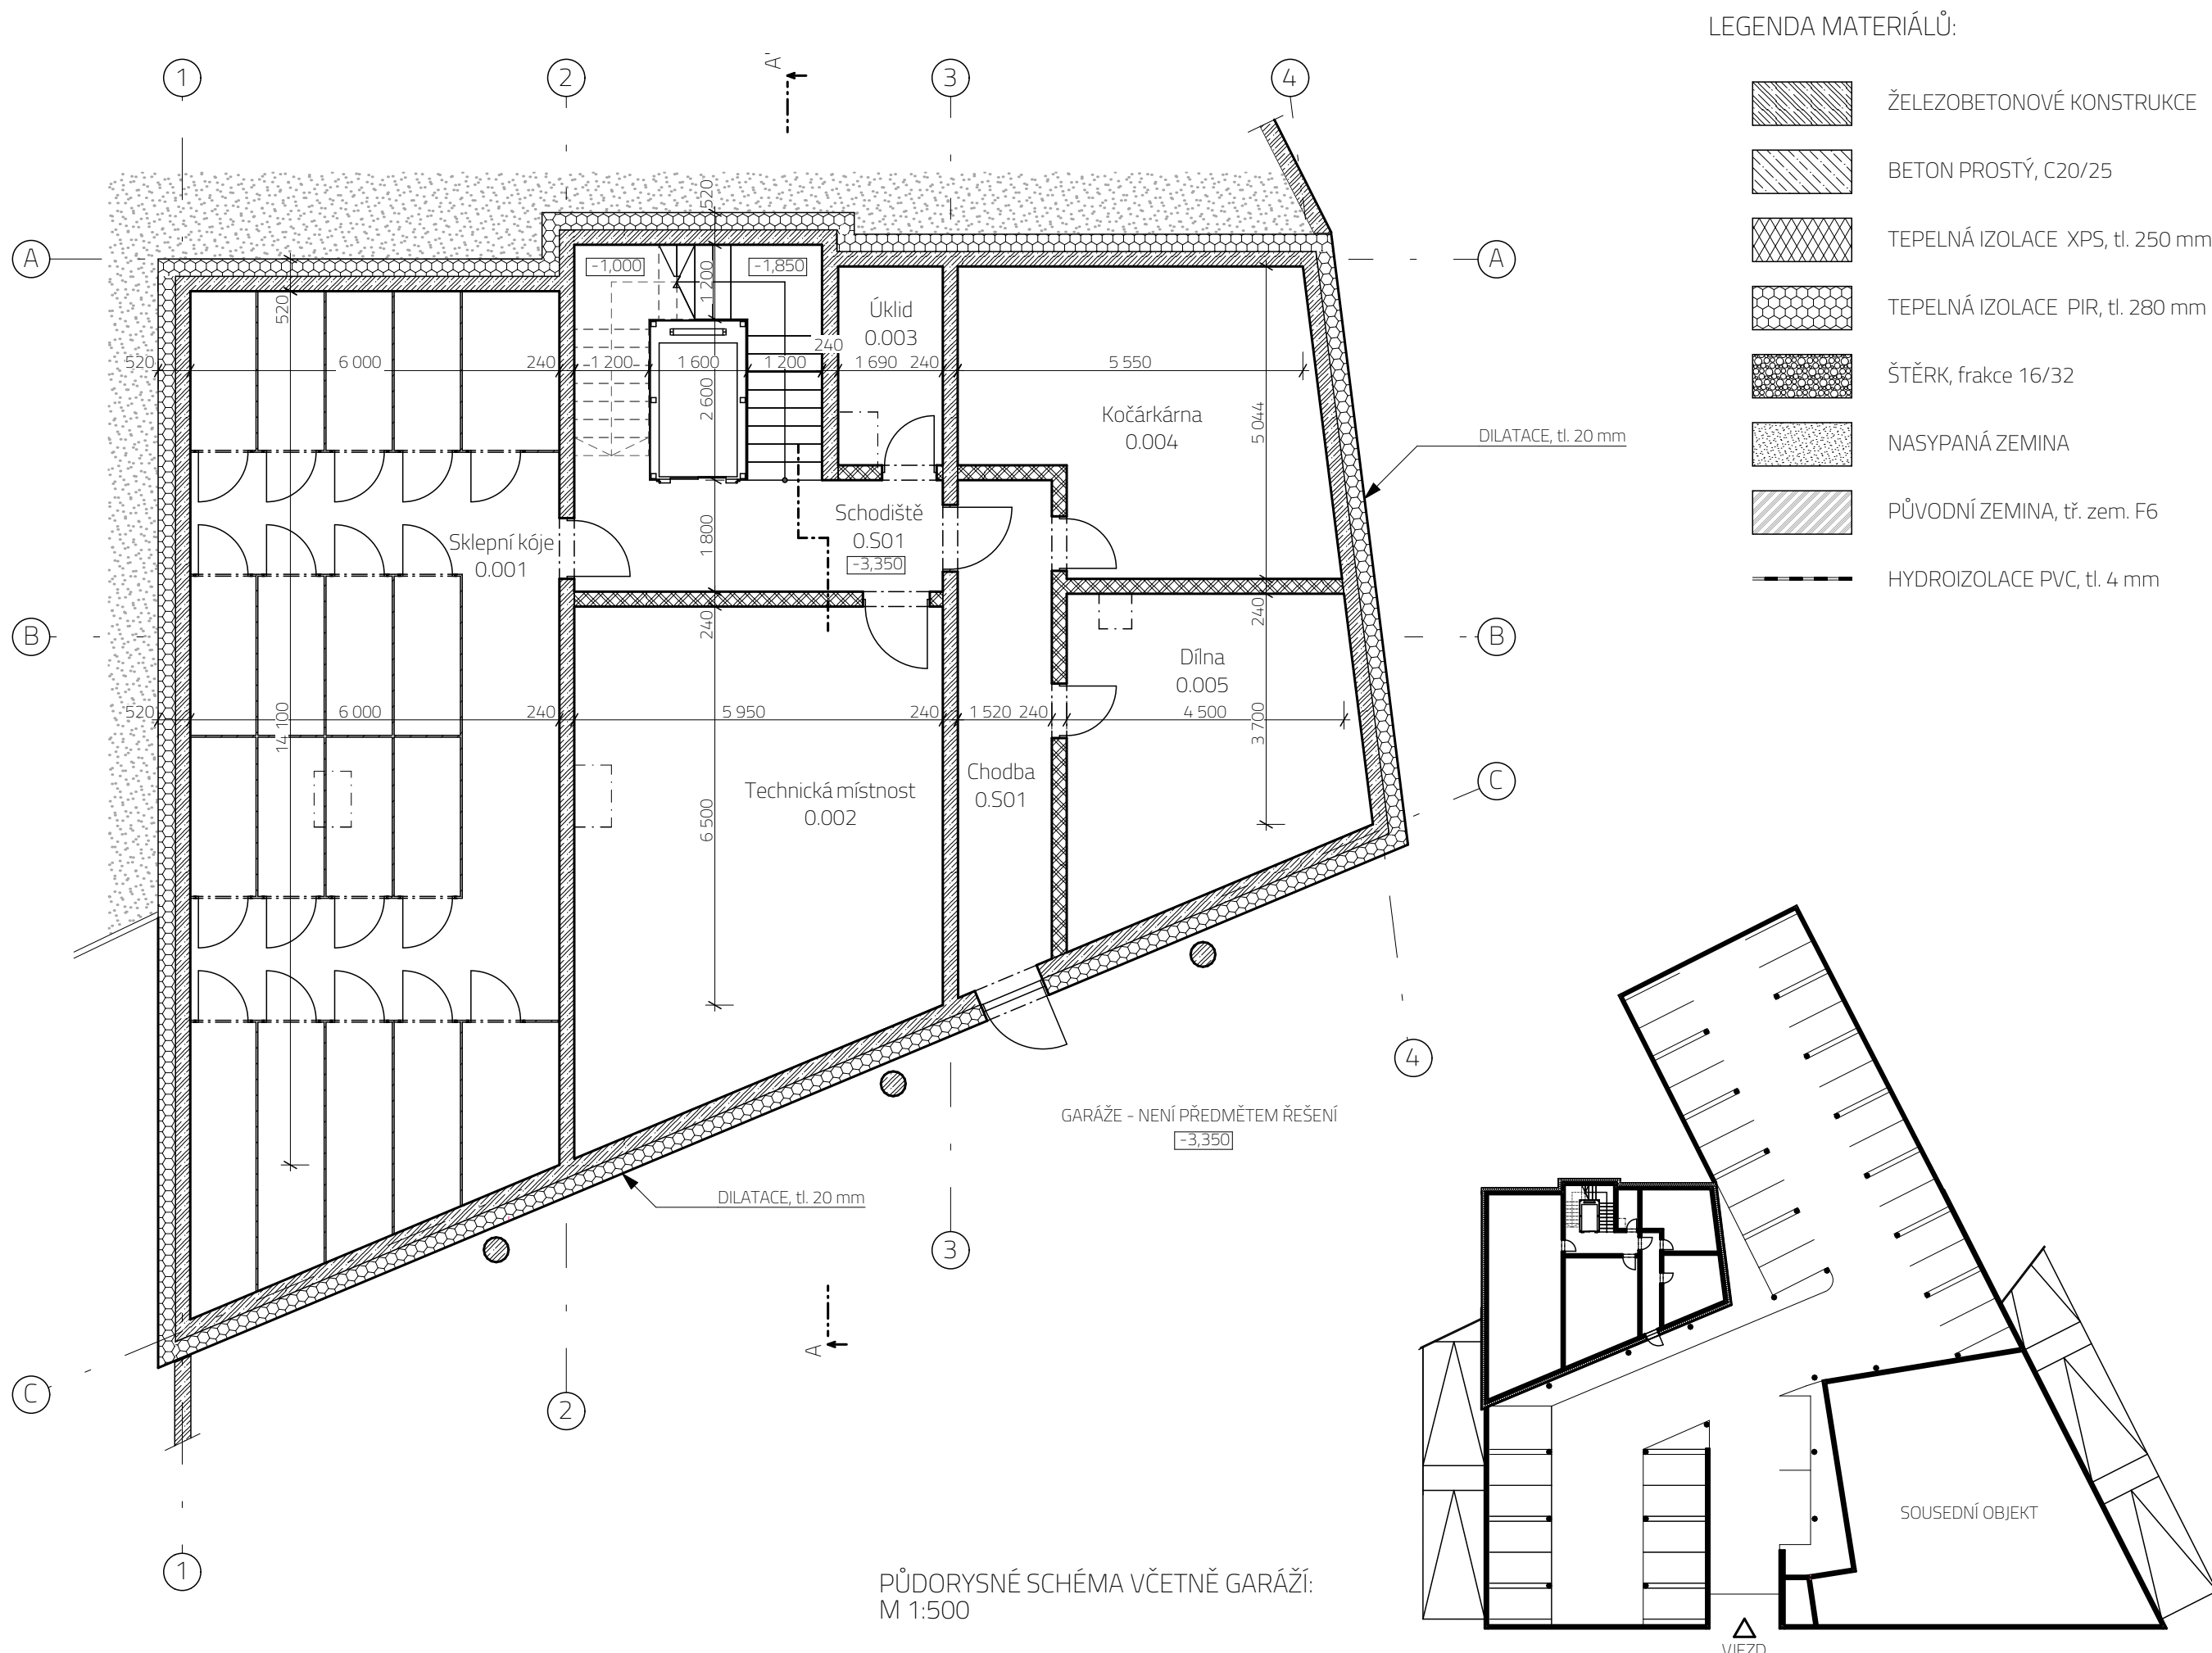 LEGENDA MATERIÁLŮ:
ŽELEZOBETONOVÉ KONSTRUKCE
BETON PROSTÝ, C20/25
TEPELNÁ IZOLACE XPS, tl. 250 mm
TEPELNÁ IZOLACE PIR, tl. 280 mm
ŠTĚRK, frakce 16/32
NASYPANÁ ZEMINA
PŮVODNÍ ZEMINA, tř. zem. F6
HYDROIZOLACE PVC, tl. 4 mm
1
2
A'
3
4
A
A
520
520
-1,000
-1,850
1 200
Úklid
0.003
240
520
6 000
240
1 200
1 600
1 200
1 690
240
5 550
2 600
Kočárkárna
0.004
5 044
DILATACE, tl. 20 mm
Sklepní kóje
0.001
1 800
Schodiště
0.S01
-3,350
B
B
240
240
Dílna
0.005
520
6 000
240
5 950
240
1 520
240
4 500
14 100
3 700
Technická místnost
0.002
6 500
Chodba
0.S01
C
4
GARÁŽE - NENÍ PŘEDMĚTEM ŘEŠENÍ
-3,350
DILATACE, tl. 20 mm
3
A
C
2
1
SOUSEDNÍ OBJEKT
PŮDORYSNÉ SCHÉMA VČETNĚ GARÁŽÍ:
M 1:500
VJEZD